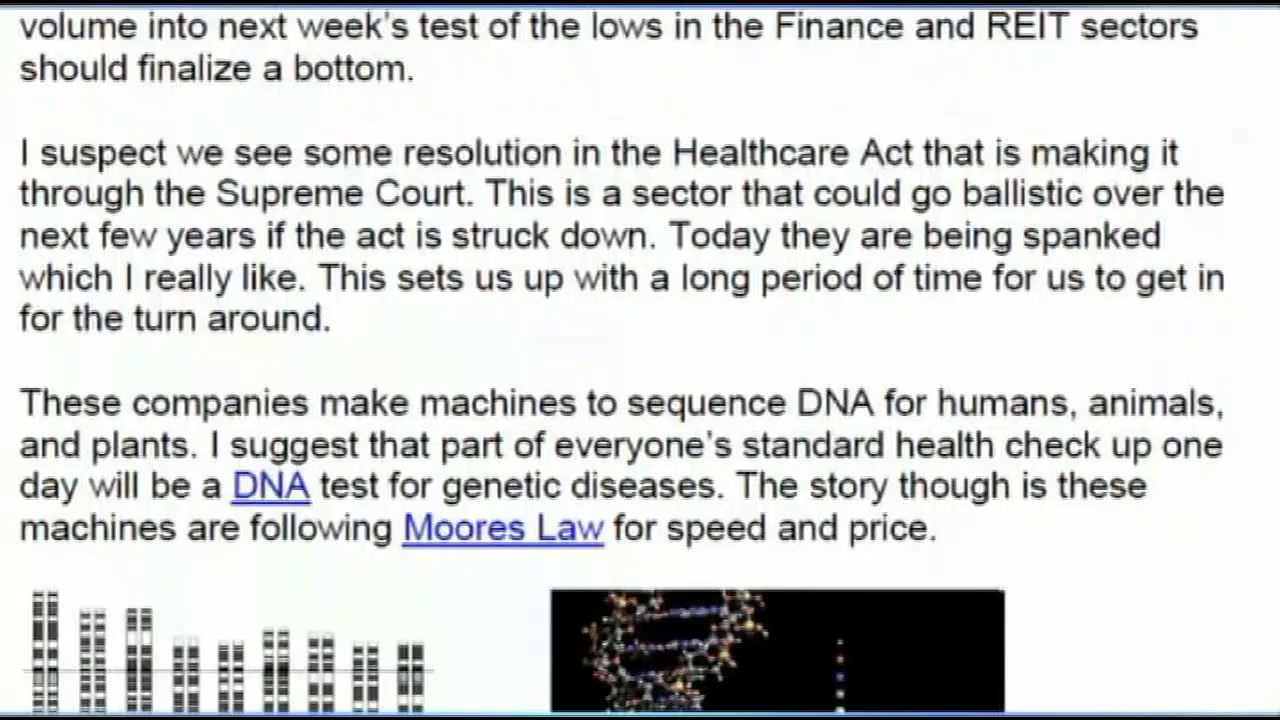 volume into next week's test of the lows in the Finance and REIT sectors
should finalize a bottom.
I suspect we see some resolution in the Healthcare Act that is making it
through the Supreme Court. This is a sector that could go ballistic over the
next few years if the act is struck down. Today they are being spanked
which I really like. This sets us up with a long period of time for us to get in
for the turn around.
These companies make machines to sequence DNA for humans, animals,
and plants. I suggest that part of everyone's standard health check up one
day will be a DNA test for genetic diseases. The story though is these
machines are following Moores Law for speed and price.